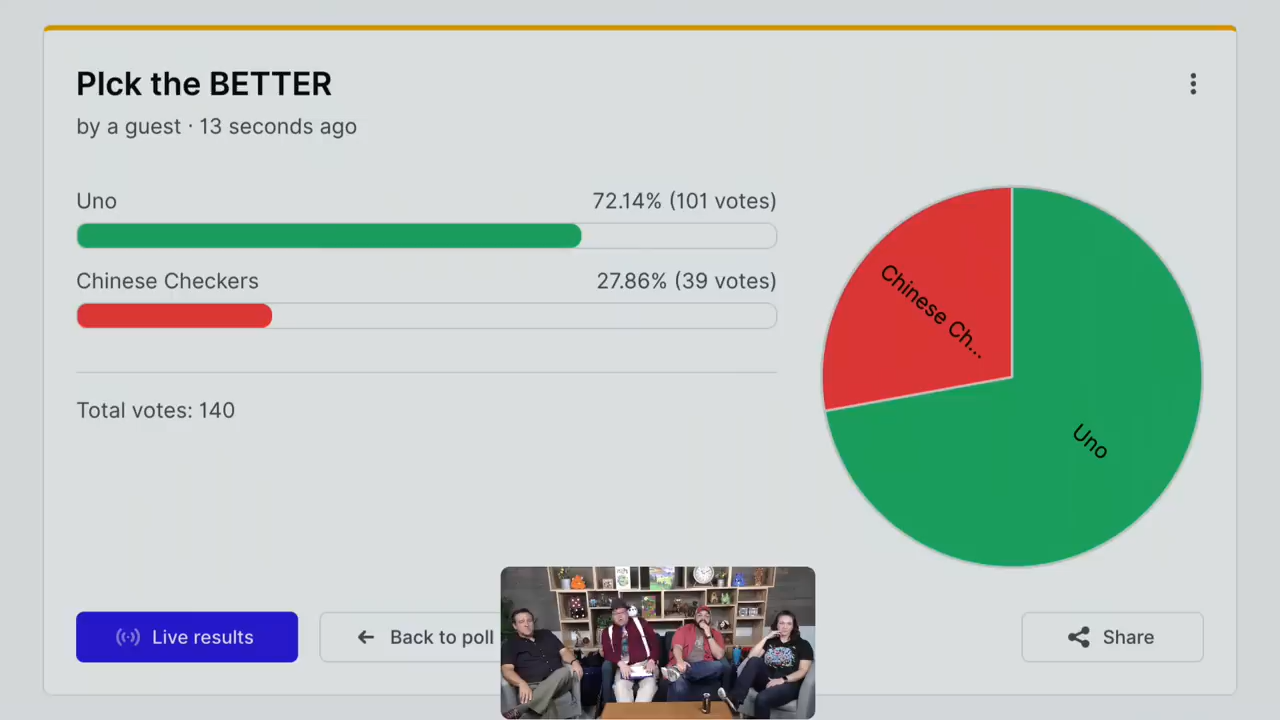 PIck the BETTER
by a guest · 13 seconds ago
Uno 72.14% (101 votes)
Chinese Checkers 27.86% (39 votes)
Total votes: 140
Chinese Ch...
Uno
Live results
Back to poll
Share